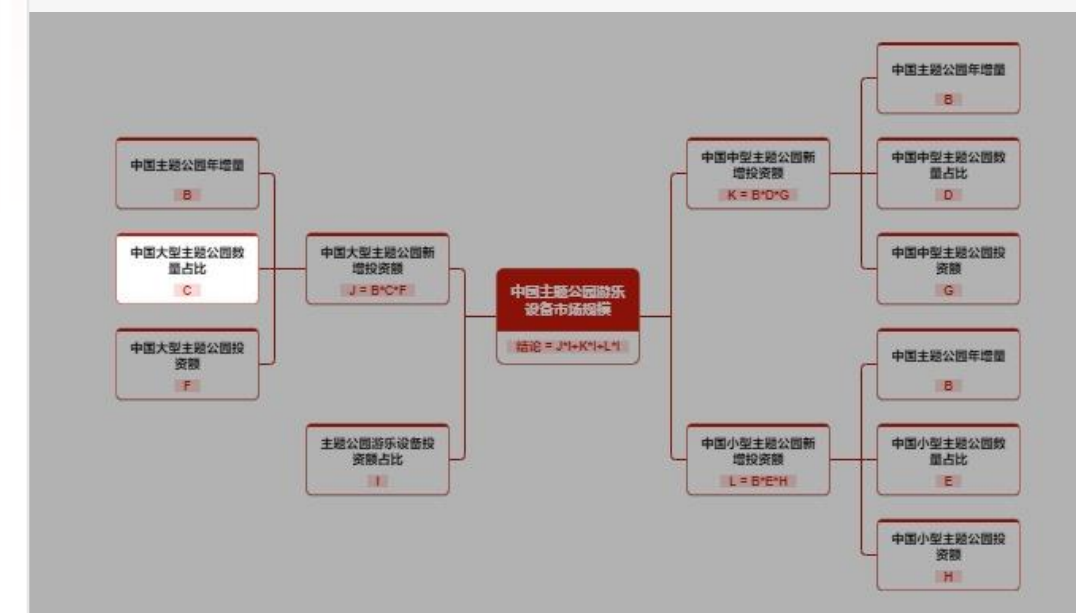 中国主题公园年增量
B
中国大型主题公园数
量占比
C
中国大型主题公园投
资额
F
中国大型主题公园新
增投资额
J = B*C*F
主题公园游乐设备投
资额占比
I
中国主题公园游乐
设备市场规模
结论 = J*I+K*I+L*I
中国中型主题公园新
增投资额
K = B*D*G
中国小型主题公园新
增投资额
L = B*E*H
中国主题公园年增量
B
中国中型主题公园数
量占比
D
中国中型主题公园投
资额
G
中国主题公园年增量
B
中国小型主题公园数
量占比
E
中国小型主题公园投
资额
H